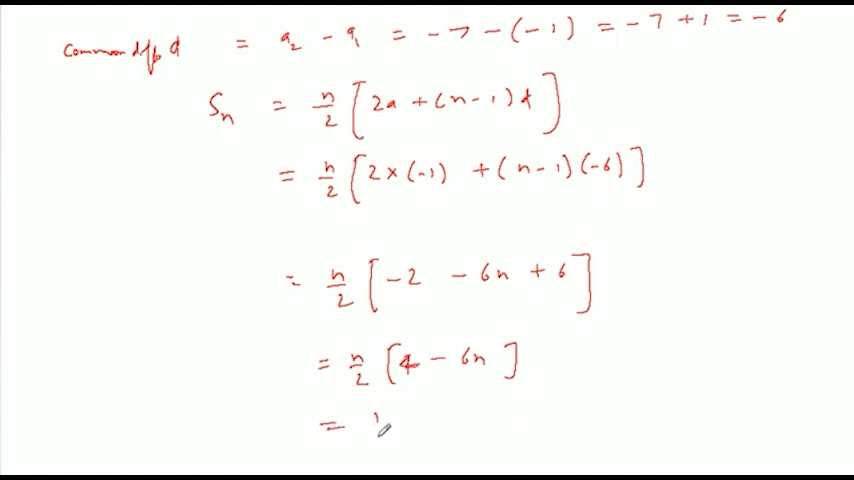 Common diff d = a₂ - a₁ = -7 - (-1) = -7 + 1 = -6
Sₙ = n/2 [2a + (n-1)d]
= n/2 [2×(-1) + (n-1)(-6)]
= n/2 [-2 - 6n + 6]
= n/2 [4 - 6n]
=